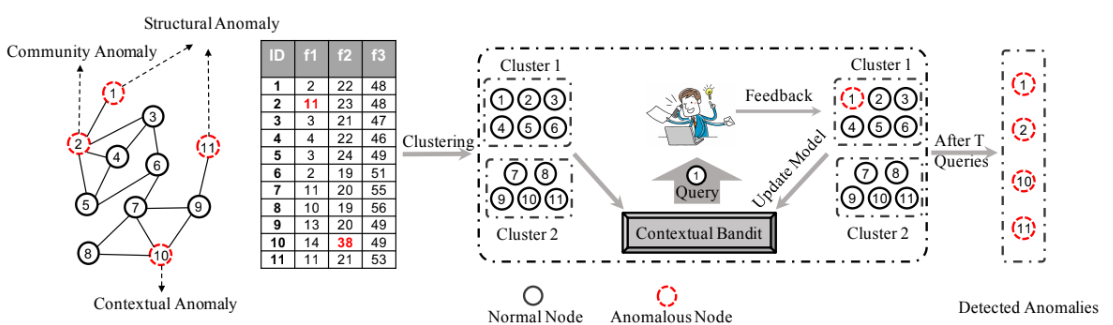 Structural Anomaly
Community Anomaly
1
2
3
4
5
6
7
8
9
10
11
Contextual Anomaly
ID f1 f2 f3
1 2 22 48
2 11 23 48
3 3 21 47
4 4 22 46
5 3 24 49
6 2 19 51
7 11 20 55
8 10 19 56
9 13 20 49
10 14 38 49
11 11 21 53
Clustering
Cluster 1
1 2 3
4 5 6
7 8
9 10 11
Cluster 2
1
Query
Contextual Bandit
Feedback
Update Model
Cluster 1
1 2 3
4 5 6
7 8
9 10 11
Cluster 2
After T
Queries
1
2
10
11
Detected Anomalies
Normal Node
Anomalous Node